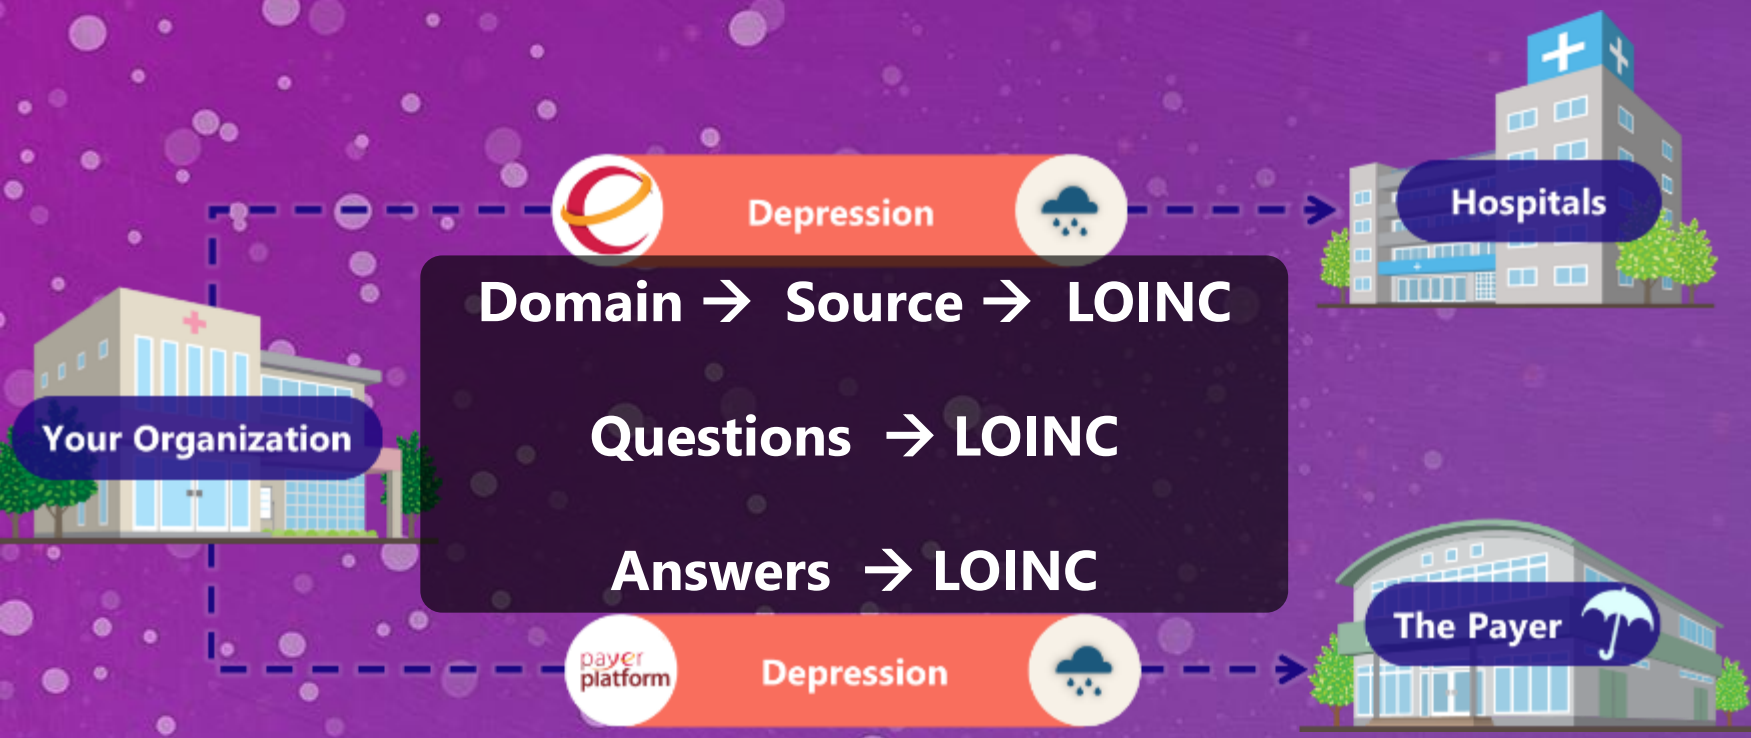 Depression
Hospitals
Domain → Source → LOINC
Questions → LOINC
Your Organization
Answers → LOINC
The Payer
payer
platform
Depression